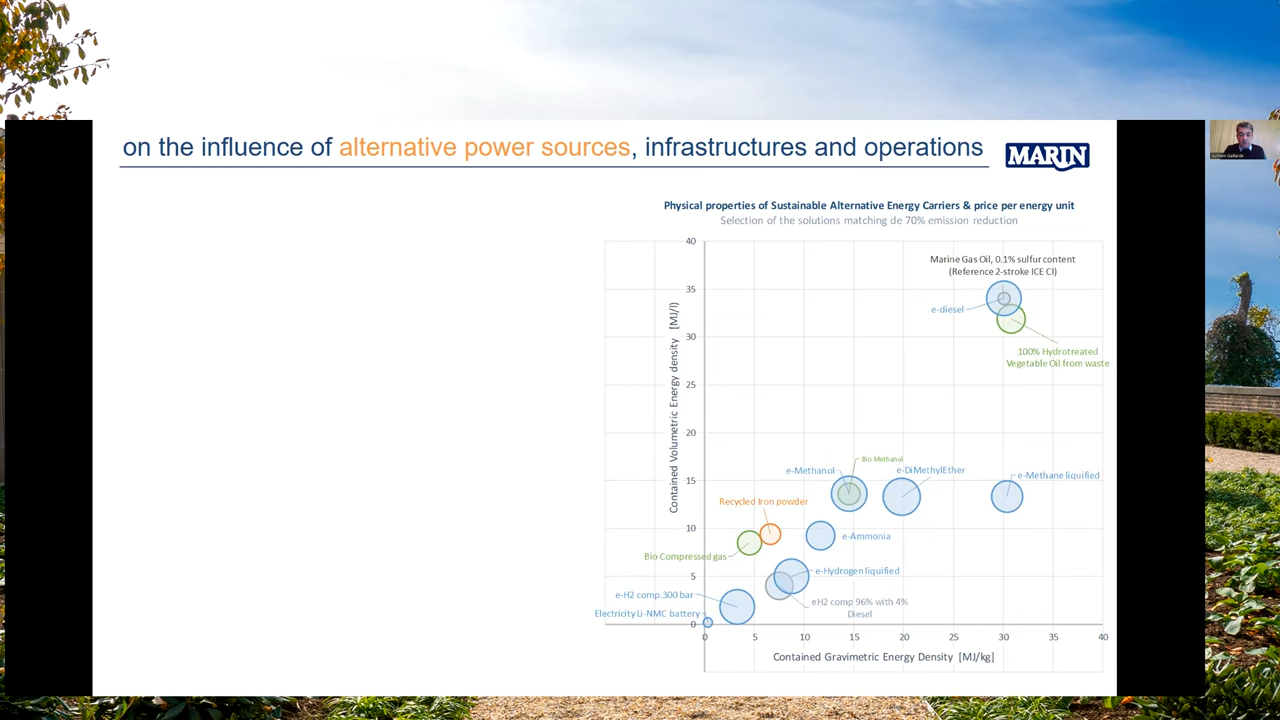 on the influence of alternative power sources, infrastructures and operations
MARIN
Physical properties of Sustainable Alternative Energy Carriers & price per energy unit
Selection of the solutions matching de 70% emission reduction
Contained Volumetric Energy density [MJ/l]
40
35
30
25
20
15
10
5
0
Marine Gas Oil, 0.1% sulfur content
(Reference 2-stroke ICE CI)
e-diesel
100% Hydrotreated
Vegetable Oil from waste
Bio Methanol
e-Methanol
e-DiMethylEther
e-Methane liquified
Recycled Iron powder
e-Ammonia
Bio Compressed gas
e-Hydrogen liquified
e-H2 comp.300 bar
eH2 comp 96% with 4%
Diesel
Electricity Li-NMC battery
0 5 10 15 20 25 30 35 40
Contained Gravimetric Energy Density [MJ/kg]